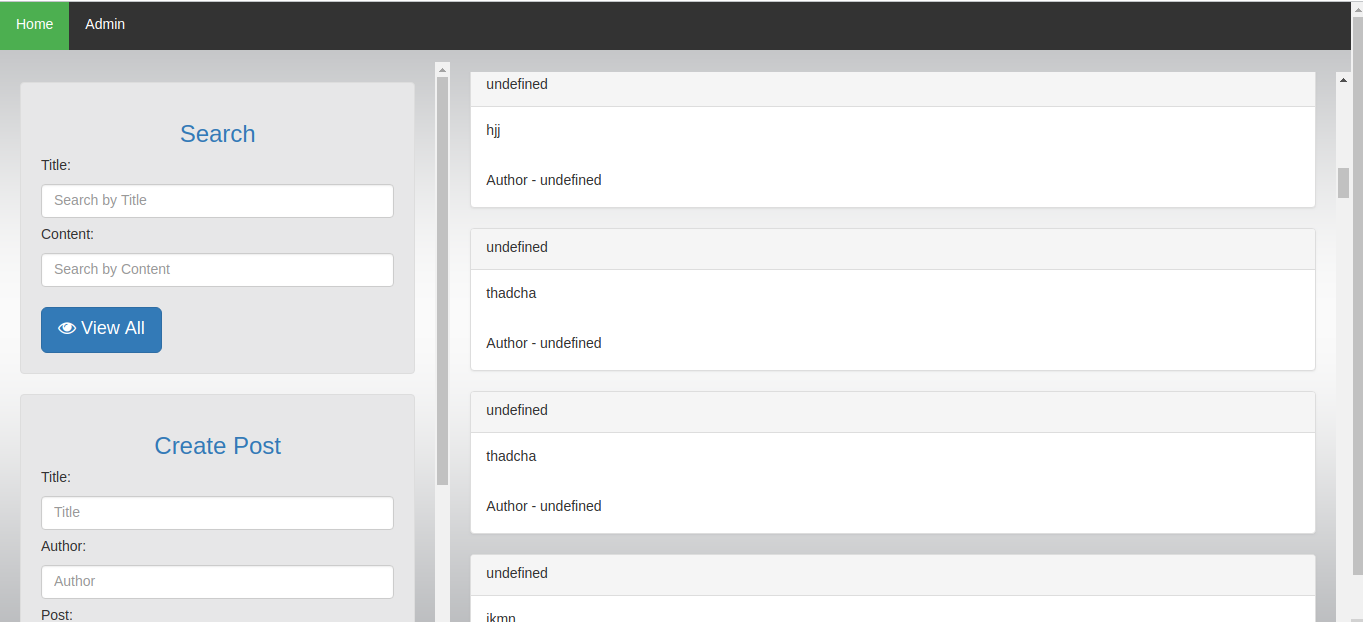 Home Admin
Search
Title:
Search by Title
Content:
Search by Content
View All
Create Post
Title:
Title
Author:
Author
Post:
undefined
hjj
Author - undefined
undefined
thadcha
Author - undefined
undefined
thadcha
Author - undefined
undefined
jkmn